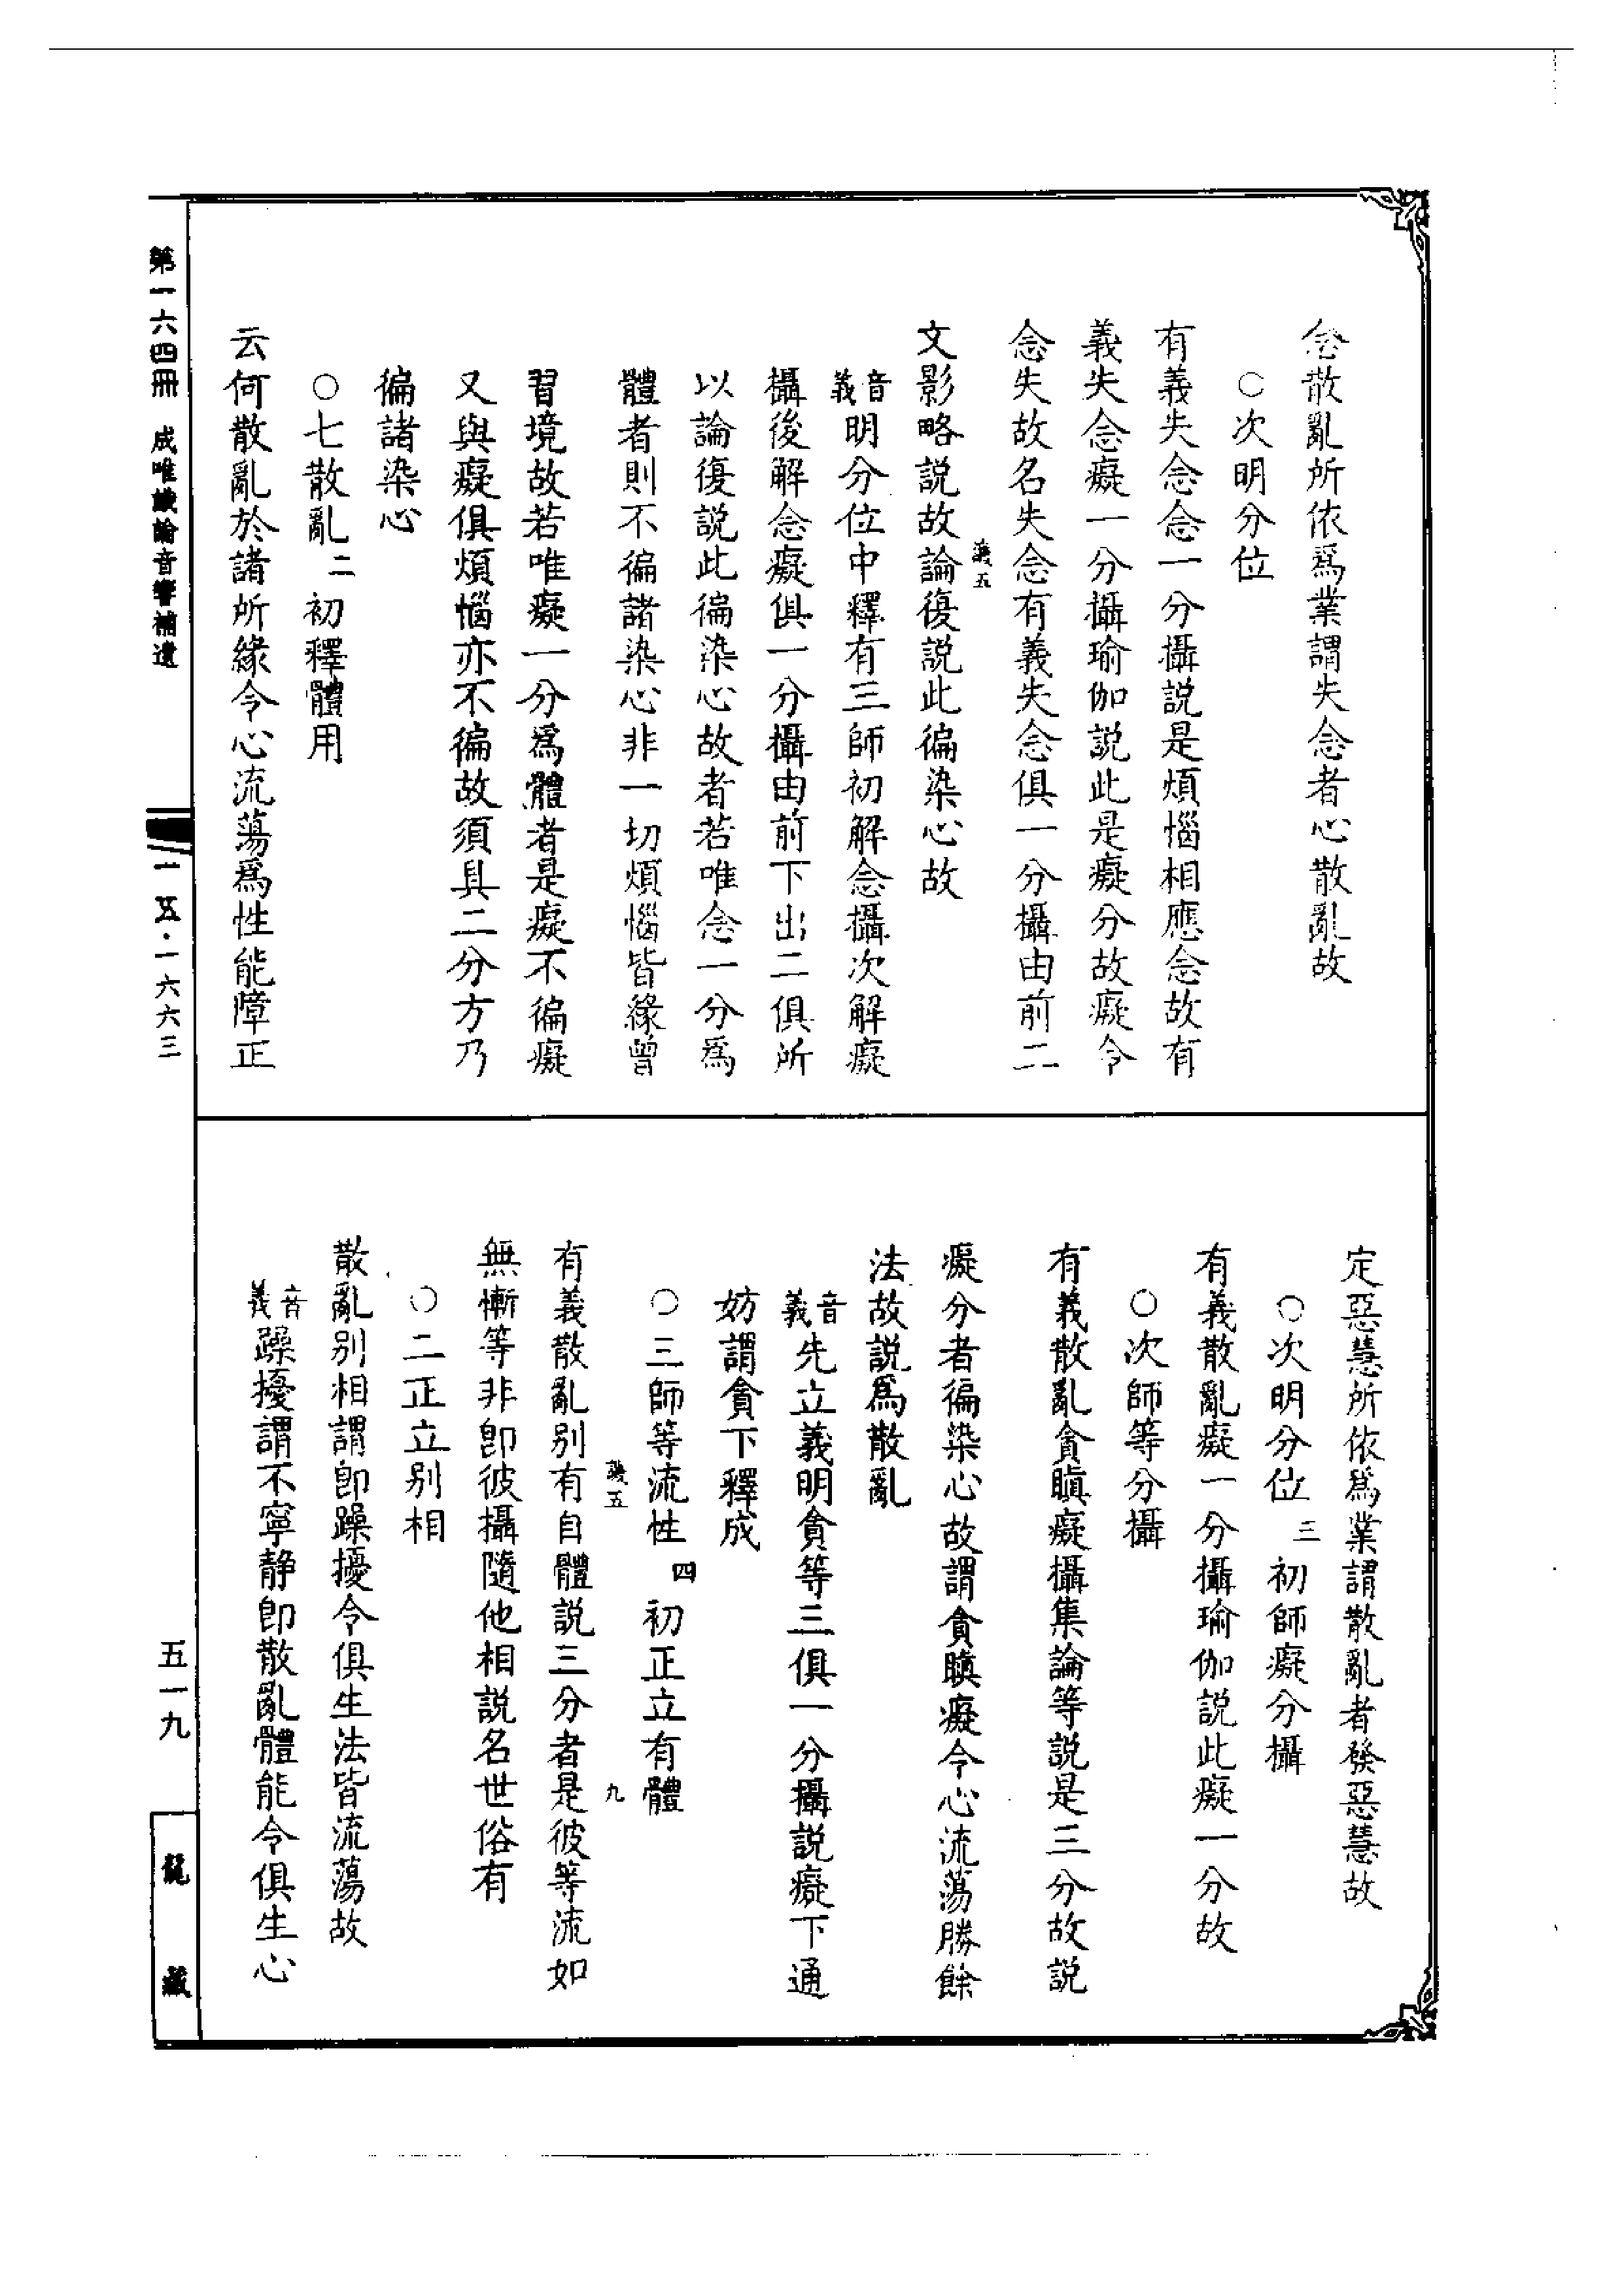 念散亂所依爲業謂失念者心散亂故
○次明分位
有義失念念一分攝説是煩惱相應念故有
義失念癡一分攝瑜伽説此是癡分故癡令
念失故名失念有義失念俱一分攝由前二
議五
文影略説故論復説此徧染心故
音義明分位中釋有三師初解念攝次解癡
攝後解念癡俱一分攝由前下出二俱所
以論復説此徧染心故者若唯念一分爲
體者則不徧諸染心非一切煩惱皆緣曾
習境故若唯癡一分爲體者是癡不徧癡
又與癡俱煩惱亦不徧故須具二分方乃
徧諸染心
○七散亂二初釋體用
云何散亂於諸所緣令心流蕩爲性能障正
定惡慧所依爲業謂散亂者發惡慧故
○次明分位三初師癡分攝
有義散亂癡一分攝瑜伽説此癡一分故
○次師等分攝
有義散亂貪瞋癡攝集論等説是三分故説
癡分者徧染心故謂貪瞋癡令心流蕩勝餘
法故説爲散亂
音義先立義明貪等三俱一分攝説癡下通
妨謂貪下釋成
○三師等流性四初正立有體
議五 九
有義散亂别有自體説三分者是彼等流如
無慚等非卽彼攝隨他相説名世俗有
○二正立别相
散亂别相謂卽躁擾令俱生法皆流蕩故
音義躁擾謂不寧静卽散亂體能令俱生心
第一六四冊 成唯識論音響補遺
一五·一六六三
五一九
龍藏